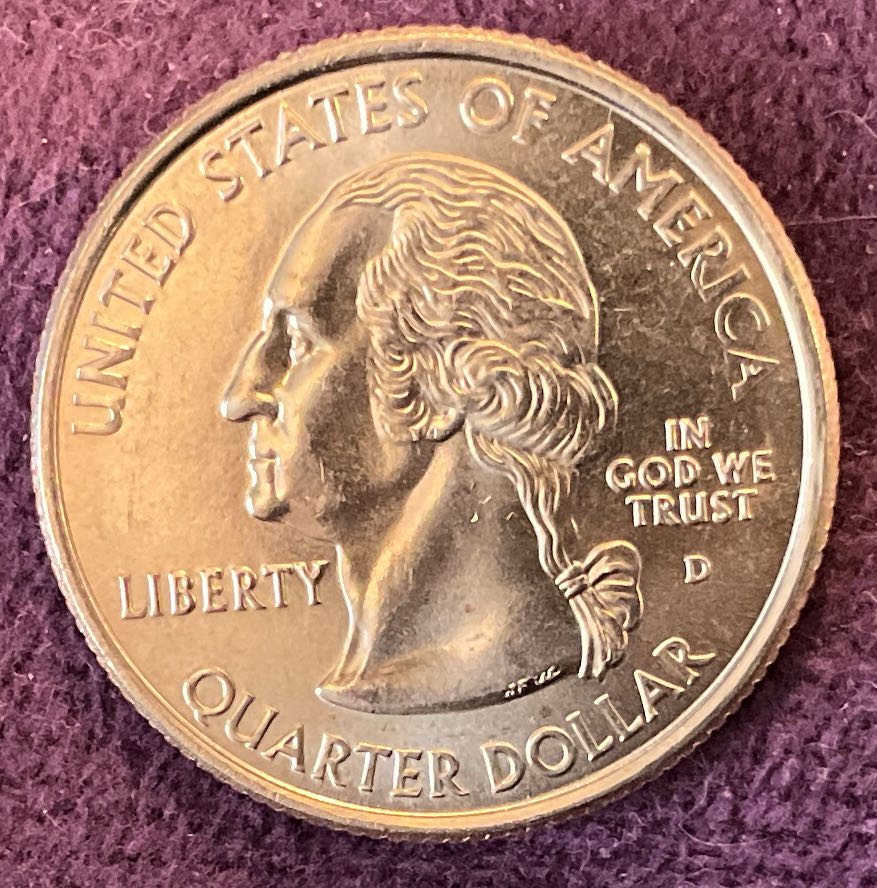 UNITED STATES OF AMERICA
IN
GOD WE
TRUST
D
LIBERTY
QUARTER DOLLAR